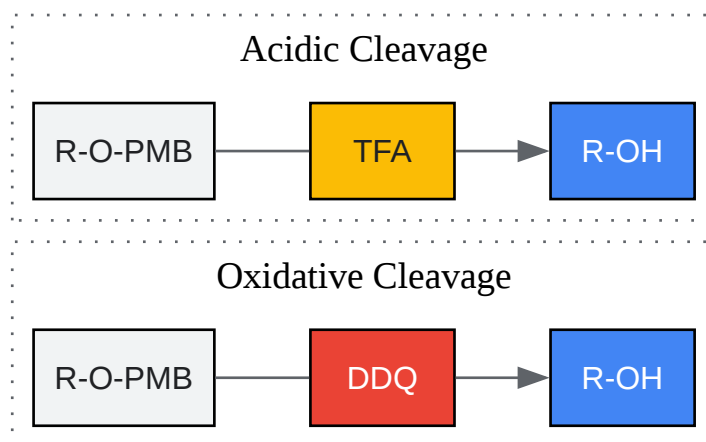 Acidic Cleavage
R-O-PMB TFA R-OH
Oxidative Cleavage
R-O-PMB DDQ R-OH